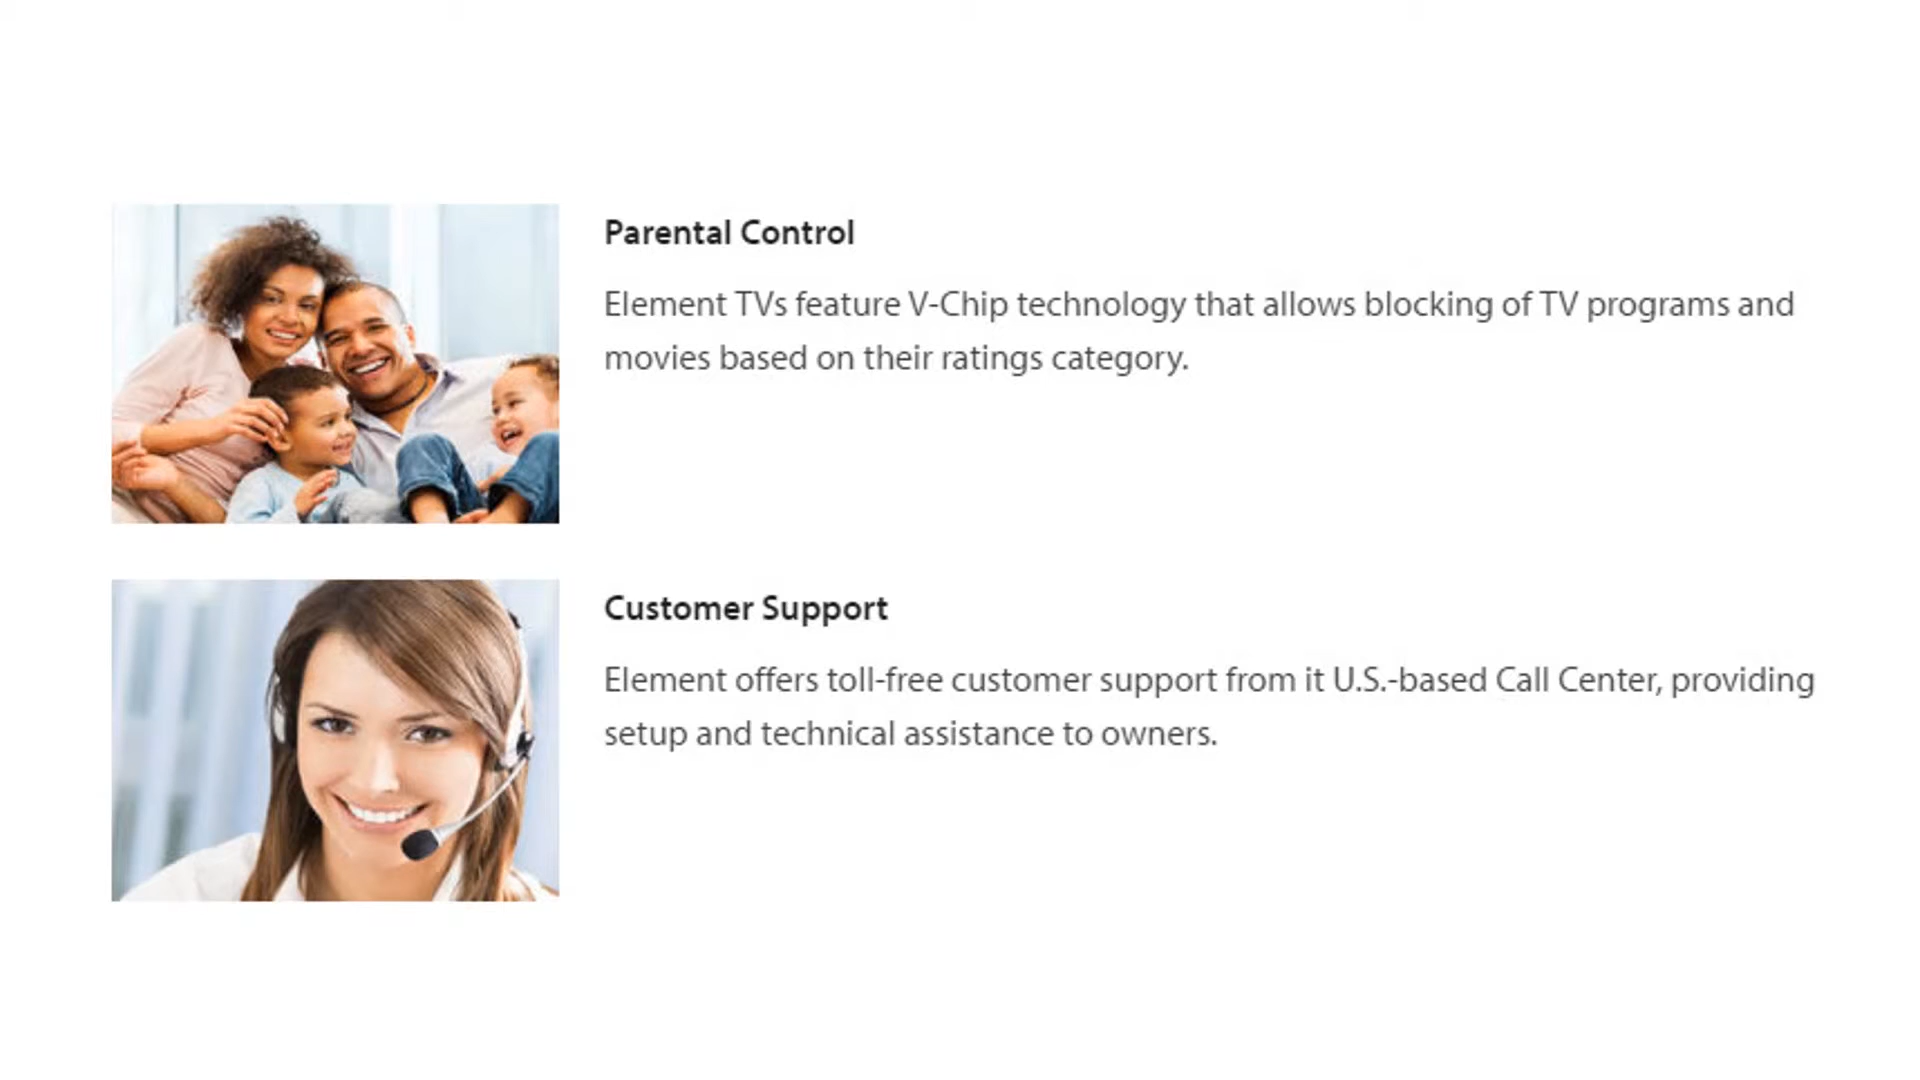 Parental Control
Element TVs feature V-Chip technology that allows blocking of TV programs and
movies based on their ratings category.
Customer Support
Element offers toll-free customer support from it U.S.-based Call Center, providing
setup and technical assistance to owners.